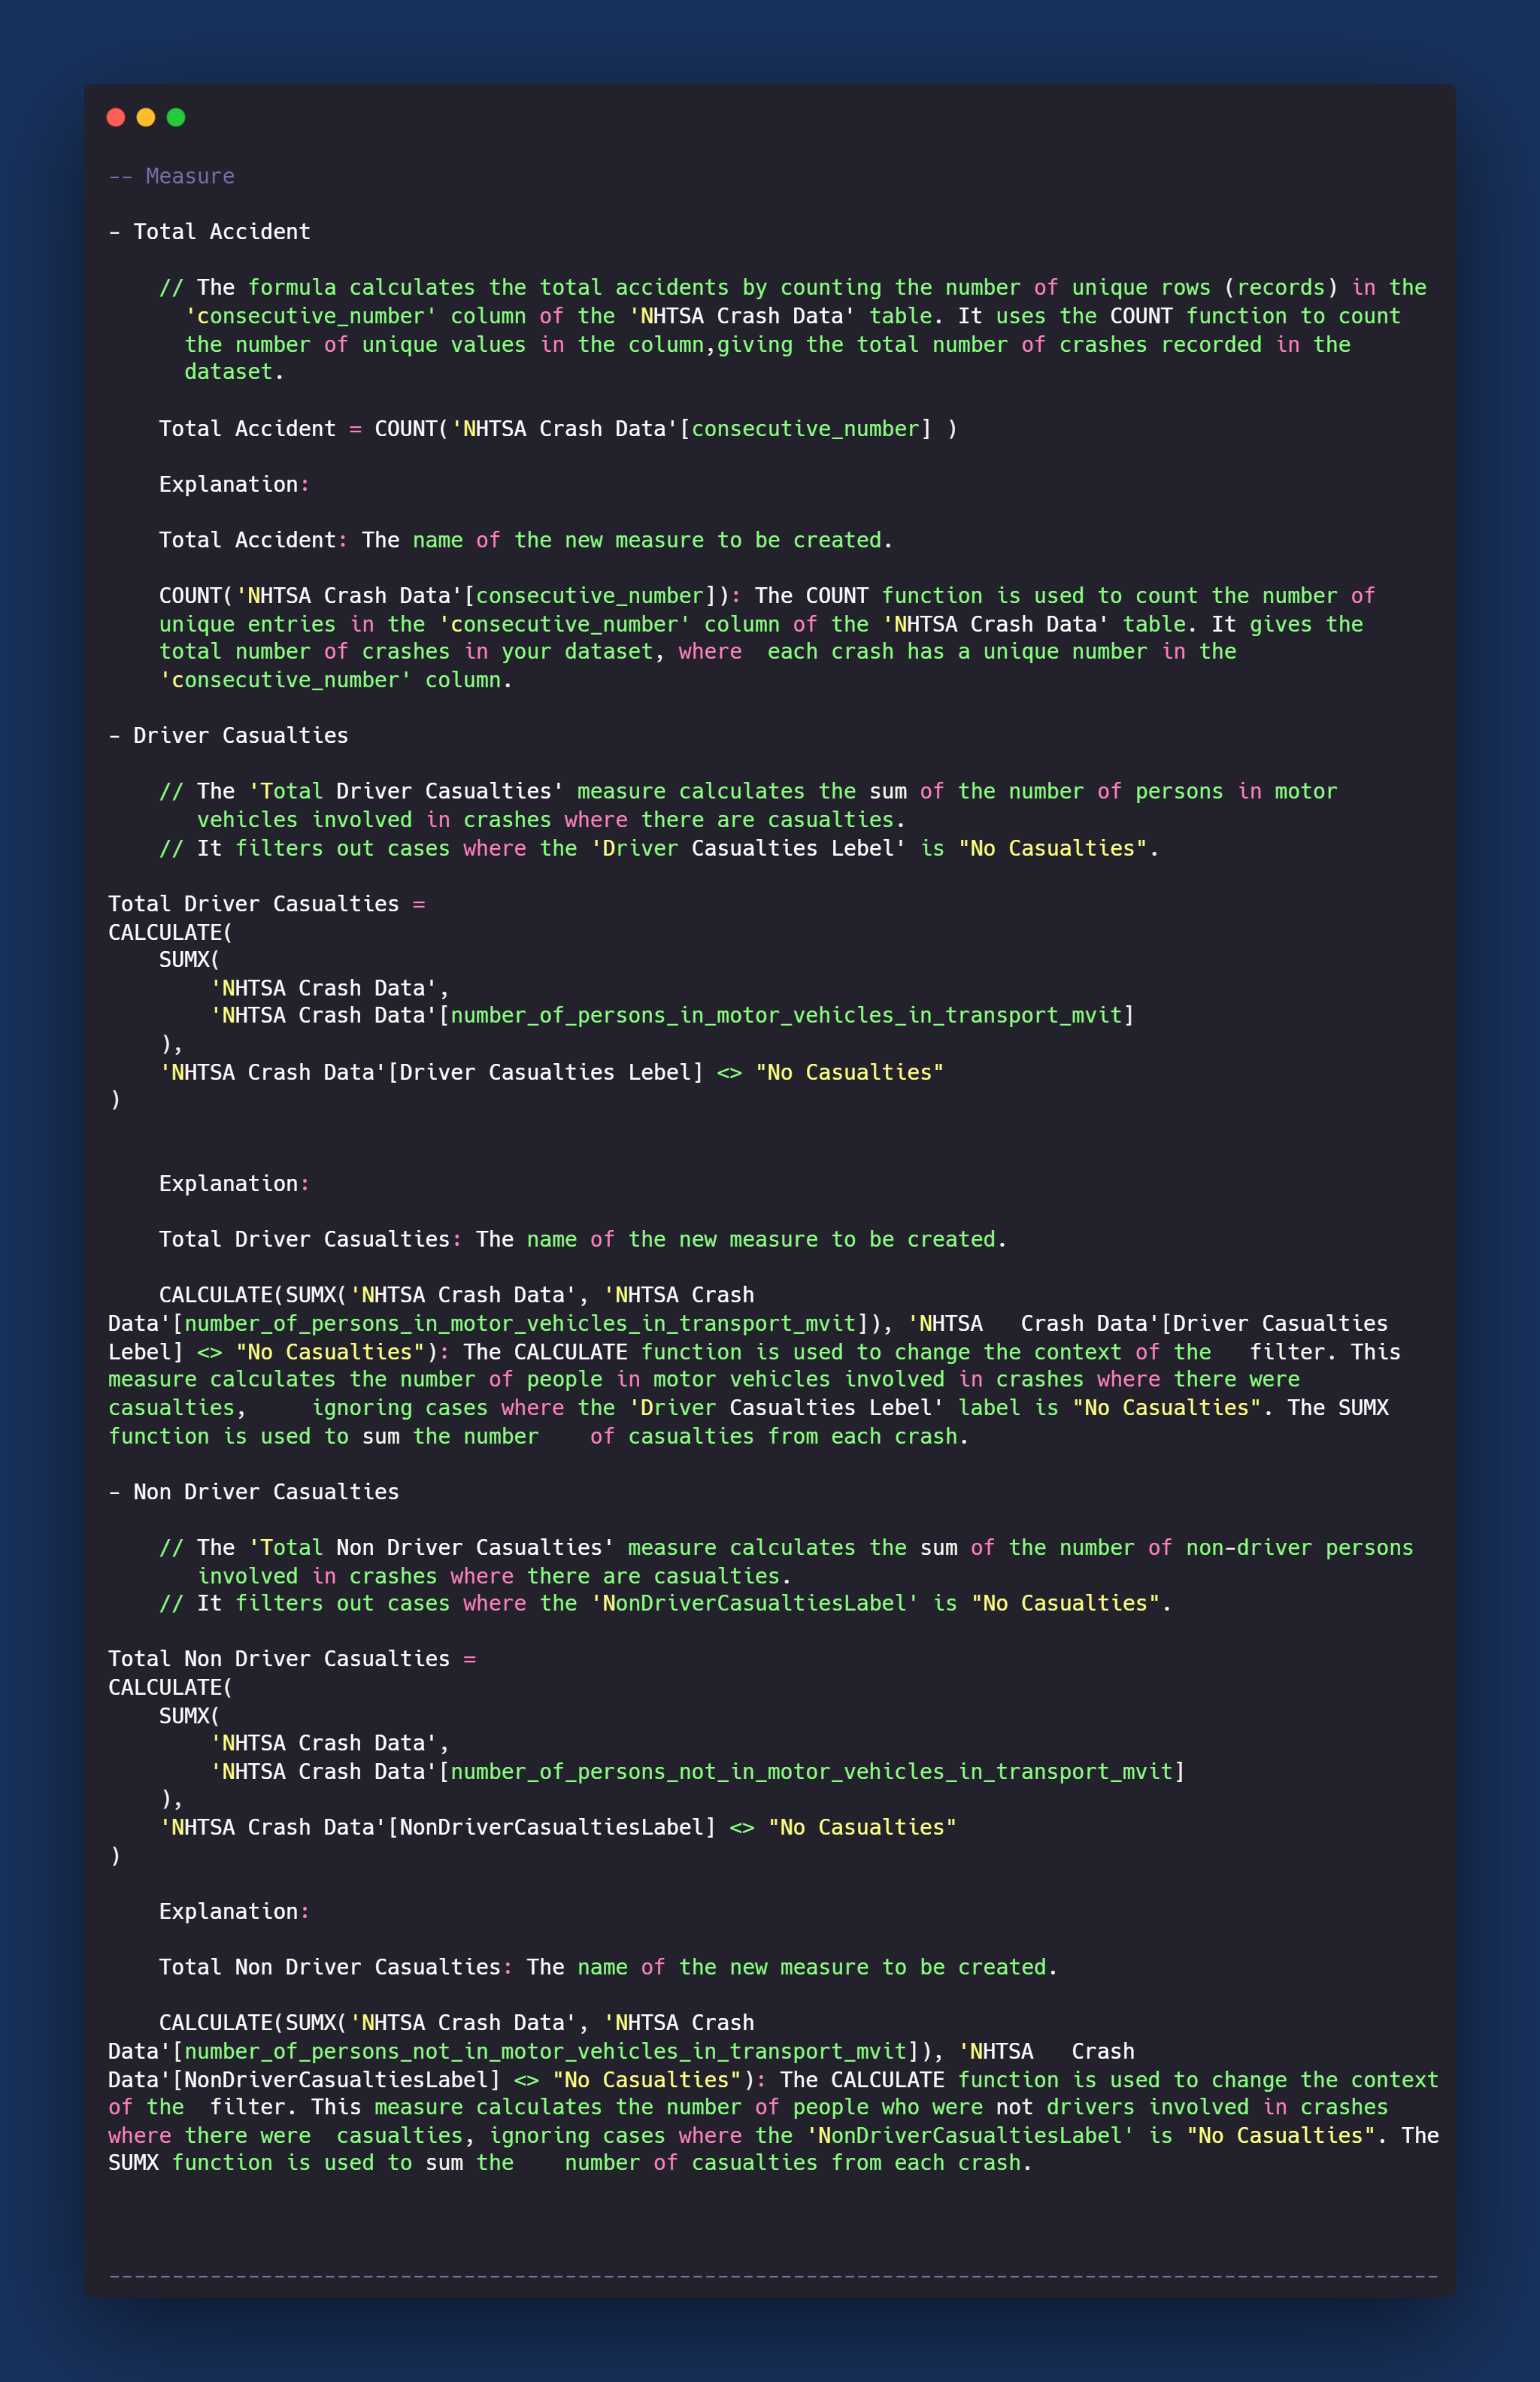 -- Measure
- Total Accident
// The formula calculates the total accidents by counting the number of unique rows (records) in the
'consecutive_number' column of the 'NHTSA Crash Data' table. It uses the COUNT function to count
the number of unique values in the column,giving the total number of crashes recorded in the
dataset.
Total Accident = COUNT('NHTSA Crash Data'[consecutive_number] )
Explanation:
Total Accident: The name of the new measure to be created.
COUNT('NHTSA Crash Data'[consecutive_number]): The COUNT function is used to count the number of
unique entries in the 'consecutive_number' column of the 'NHTSA Crash Data' table. It gives the
total number of crashes in your dataset, where  each crash has a unique number in the
'consecutive_number' column.
- Driver Casualties
// The 'Total Driver Casualties' measure calculates the sum of the number of persons in motor
vehicles involved in crashes where there are casualties.
// It filters out cases where the 'Driver Casualties Lebel' is "No Casualties".
Total Driver Casualties =
CALCULATE(
SUMX(
'NHTSA Crash Data',
'NHTSA Crash Data'[number_of_persons_in_motor_vehicles_in_transport_mvit]
),
'NHTSA Crash Data'[Driver Casualties Lebel] <> "No Casualties"
)
Explanation:
Total Driver Casualties: The name of the new measure to be created.
CALCULATE(SUMX('NHTSA Crash Data', 'NHTSA Crash
Data'[number_of_persons_in_motor_vehicles_in_transport_mvit]), 'NHTSA   Crash Data'[Driver Casualties
Lebel] <> "No Casualties"): The CALCULATE function is used to change the context of the   filter. This
measure calculates the number of people in motor vehicles involved in crashes where there were
casualties,     ignoring cases where the 'Driver Casualties Lebel' label is "No Casualties". The SUMX
function is used to sum the number    of casualties from each crash.
- Non Driver Casualties
// The 'Total Non Driver Casualties' measure calculates the sum of the number of non-driver persons
involved in crashes where there are casualties.
// It filters out cases where the 'NonDriverCasualtiesLabel' is "No Casualties".
Total Non Driver Casualties =
CALCULATE(
SUMX(
'NHTSA Crash Data',
'NHTSA Crash Data'[number_of_persons_not_in_motor_vehicles_in_transport_mvit]
),
'NHTSA Crash Data'[NonDriverCasualtiesLabel] <> "No Casualties"
)
Explanation:
Total Non Driver Casualties: The name of the new measure to be created.
CALCULATE(SUMX('NHTSA Crash Data', 'NHTSA Crash
Data'[number_of_persons_not_in_motor_vehicles_in_transport_mvit]), 'NHTSA   Crash
Data'[NonDriverCasualtiesLabel] <> "No Casualties"): The CALCULATE function is used to change the context
of the  filter. This measure calculates the number of people who were not drivers involved in crashes
where there were  casualties, ignoring cases where the 'NonDriverCasualtiesLabel' is "No Casualties". The
SUMX function is used to sum the    number of casualties from each crash.
---------------------------------------------------------------------------------------------------------